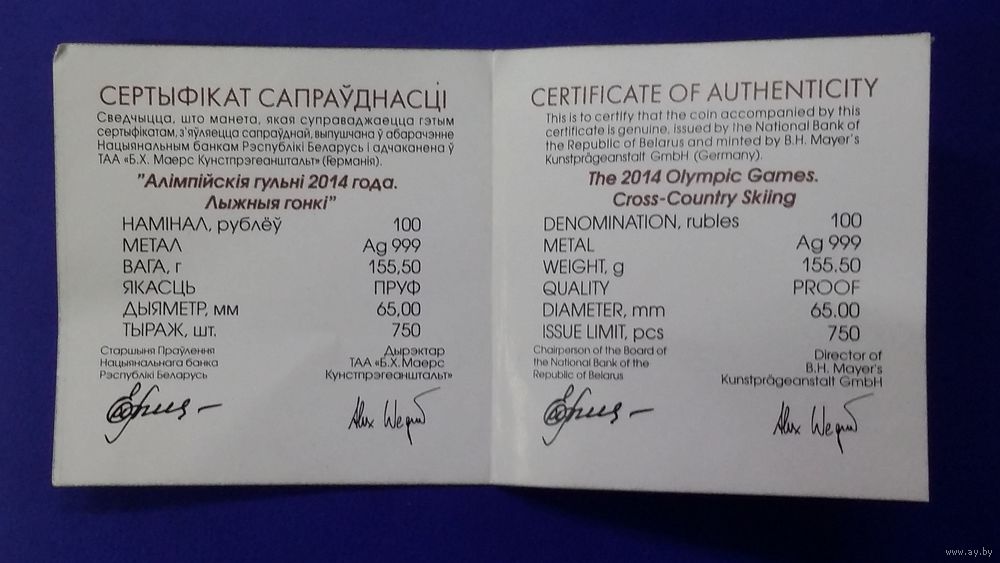 СЕРТЫФІКАТ САПРАЎДНАСЦІ
Сведчыцца, што манета, якая суправаджаецца гэтым
сертыфікатам, з'яўляецца сапраўднай, выпушчана ў абарачэнне
Нацыянальным банкам Рэспублікі Беларусь і адчаканена ў
ТАА «Б.Х. Маерс Кунстпрэгеанштальт» (Германія).
"Алімпійскія гульні 2014 года.
Лыжныя гонкі"
НАМІНАЛ, рублёў 100
МЕТАЛ Ag 999
ВАГА, г 155,50
ЯКАСЦЬ ПРУФ
ДЫЯМЕТР, мм 65,00
ТЫРАЖ, шт. 750
Старшыня Праўлення
Нацыянальнага банка
Рэспублікі Беларусь
Дырэктар
ТАА «Б.Х. Маерс
Кунстпрэгеанштальт»
Alex Wegner
CERTIFICATE OF AUTHENTICITY
This is to certify that the coin accompanied by this
certificate is genuine, issued by the National Bank of
the Republic of Belarus and minted by B.H. Mayer's
Kunstprägeanstalt GmbH (Germany).
The 2014 Olympic Games.
Cross-Country Skiing
DENOMINATION, rubles 100
METAL Ag 999
WEIGHT, g 155.50
QUALITY PROOF
DIAMETER, mm 65.00
ISSUE LIMIT, pcs 750
Chairperson of the Board of
the National Bank of the
Republic of Belarus
Director of
B.H. Mayer's
Kunstprägeanstalt GmbH
www.ay.by